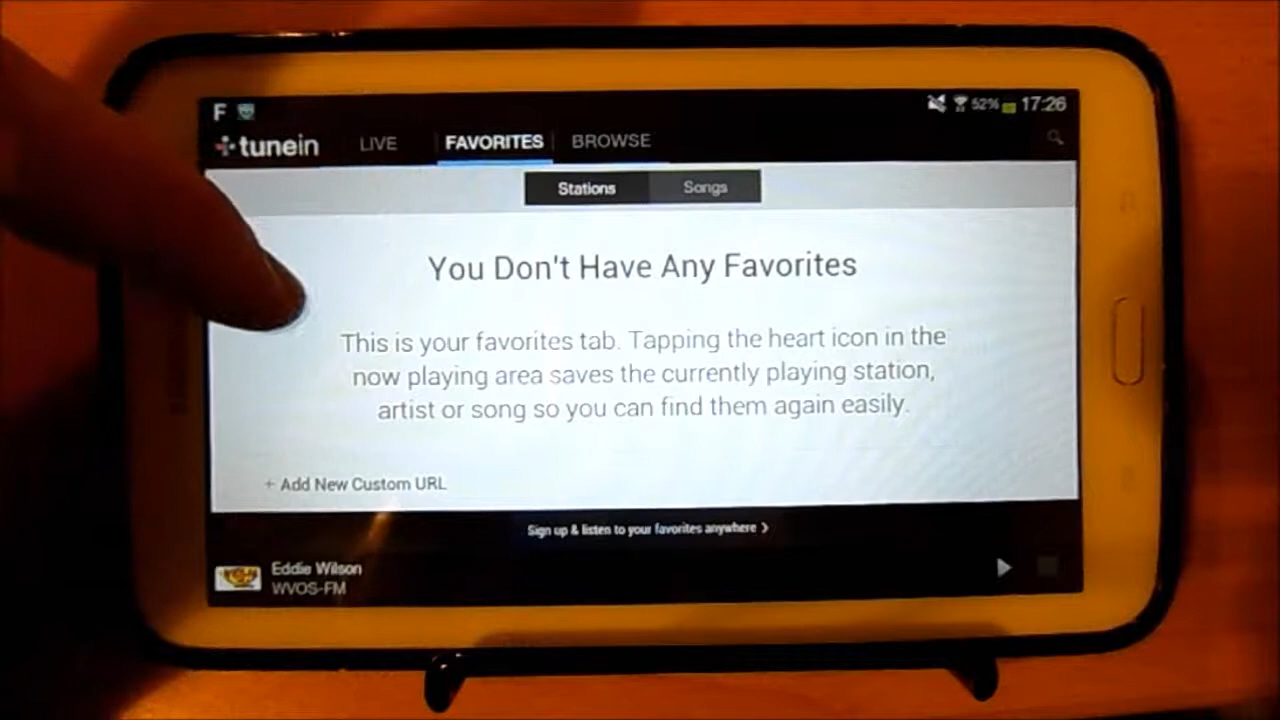 F
52% 17:26
tunein LIVE FAVORITES BROWSE
Stations Songs
You Don't Have Any Favorites
This is your favorites tab. Tapping the heart icon in the
now playing area saves the currently playing station,
artist or song so you can find them again easily.
+ Add New Custom URL
Sign up & listen to your favorites anywhere >
Eddie Wilson
WVOS-FM